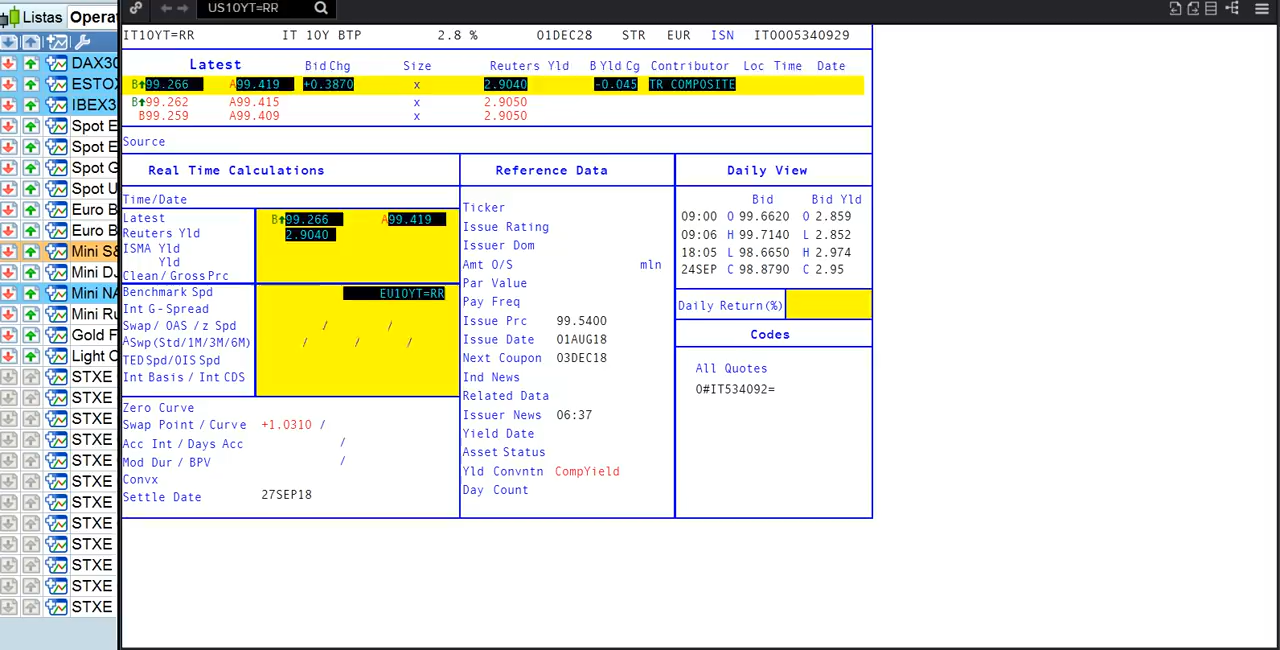 Listas Opera
US10YT=RR
IT10YT=RR IT 10Y BTP 2.8 % 01DEC28 STR EUR ISN IT0005340929
Latest Bid Chg Size Reuters Yld B Yld Cg Contributor Loc Time Date
B↑99.266 A99.419 +0.3870 x 2.9040 -0.045 TR COMPOSITE
B↑99.262 A99.415 x 2.9050
B99.259 A99.409 x 2.9050
Source
Real Time Calculations
Time/Date
Latest B↑99.266 A99.419
Reuters Yld 2.9040
ISMA Yld
Yld
Clean / Gross Prc
Benchmark Spd EU10YT=RR
Int G-Spread
Swap/ OAS / z Spd / /
ASwp(Std/1M/3M/6M) / / /
TED Spd/OIS Spd
Int Basis / Int CDS
Zero Curve
Swap Point / Curve +1.0310 /
Acc Int / Days Acc /
Mod Dur / BPV /
Convx
Settle Date 27SEP18
Reference Data
Ticker
Issue Rating
Issuer Dom
Amt O/S mln
Par Value
Pay Freq
Issue Prc 99.5400
Issue Date 01AUG18
Next Coupon 03DEC18
Ind News
Related Data
Issuer News 06:37
Yield Date
Asset Status
Yld Convntn CompYield
Day Count
Daily View
Bid Bid Yld
09:00 O 99.6620 O 2.859
09:06 H 99.7140 L 2.852
18:05 L 98.6650 H 2.974
24SEP C 98.8790 C 2.95
Daily Return(%)
Codes
All Quotes
0#IT534092=
DAX30
ESTOX
IBEX3
Spot E
Spot E
Spot G
Spot U
Euro B
Euro B
Mini S&
Mini DJ
Mini NA
Mini Ru
Gold F
Light C
STXE
STXE
STXE
STXE
STXE
STXE
STXE
STXE
STXE
STXE
STXE
STXE